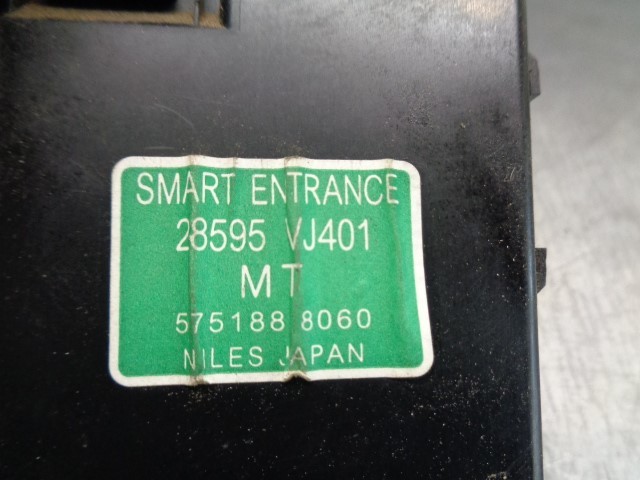 SMART ENTRANCE
28595 VJ401
MT
575188 8060
NILES JAPAN